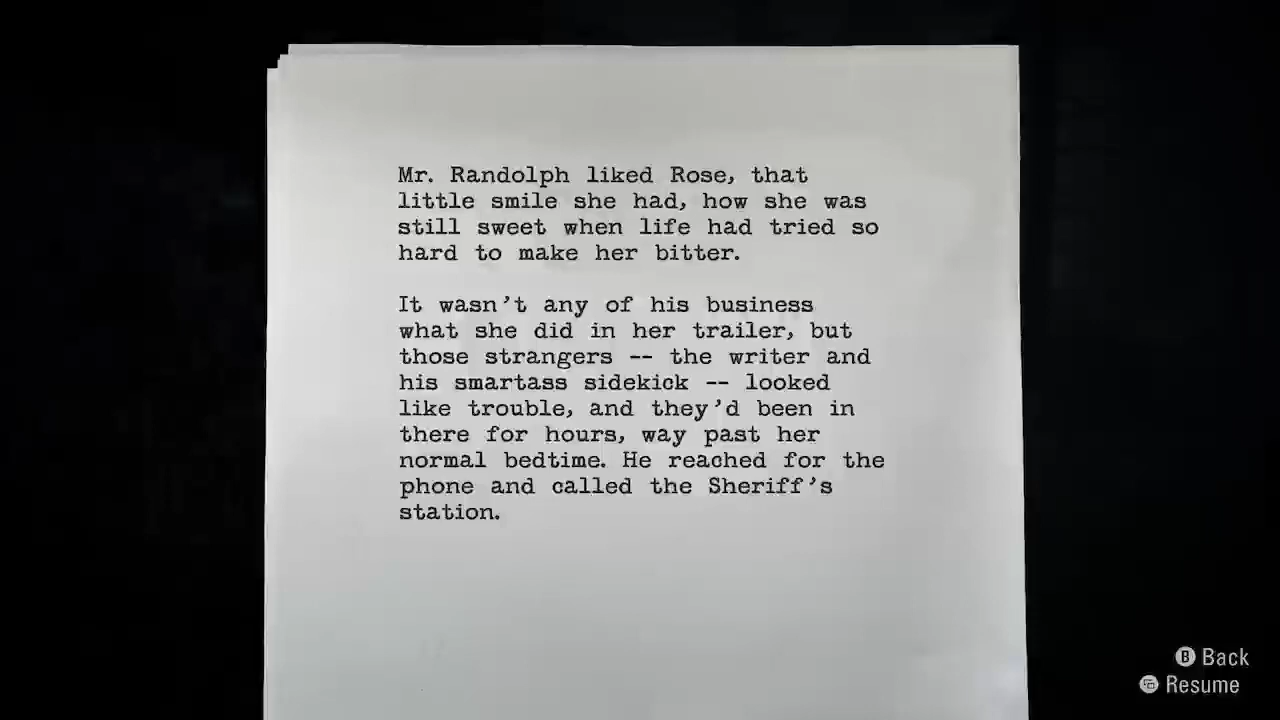 Mr. Randolph liked Rose, that
little smile she had, how she was
still sweet when life had tried so
hard to make her bitter.
It wasn't any of his business
what she did in her trailer, but
those strangers -- the writer and
his smartass sidekick -- looked
like trouble, and they'd been in
there for hours, way past her
normal bedtime. He reached for the
phone and called the Sheriff's
station.
B Back
Resume